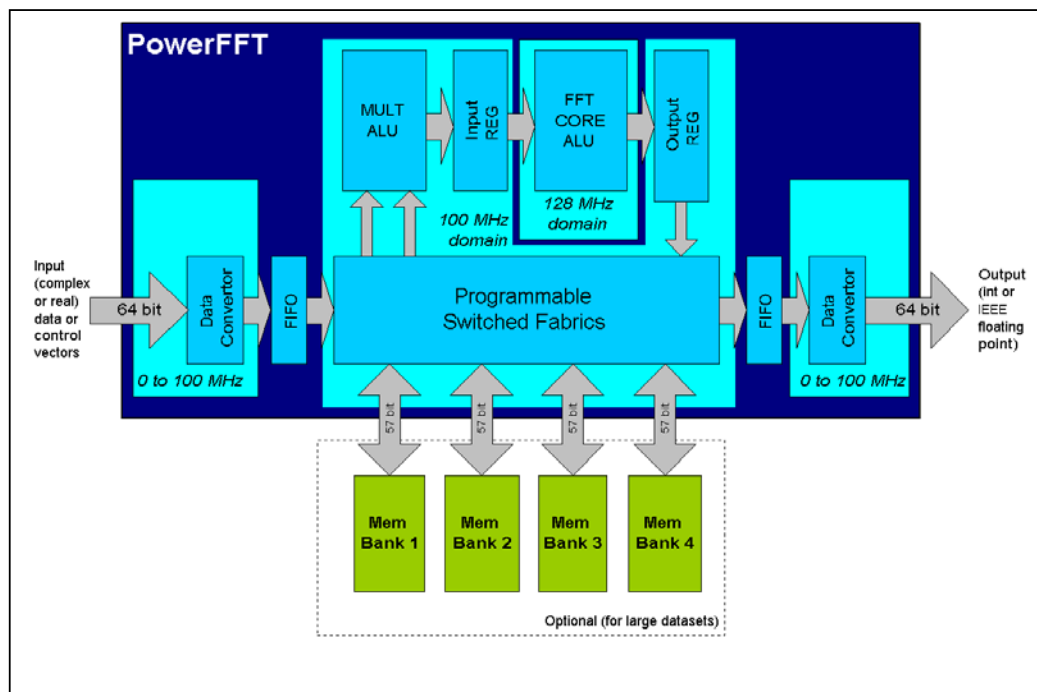 PowerFFT
MULT
ALU
Input
REG
FFT
CORE
ALU
Output
REG
100 MHz
domain
128 MHz
domain
Input
(complex
or real)
data or
control
vectors
64 bit
Data
Convertor
0 to 100 MHz
FIFO
Programmable
Switched Fabrics
FIFO
Data
Convertor
0 to 100 MHz
64 bit
Output
(int or
IEEE
floating
point)
57 bit
57 bit
57 bit
57 bit
Mem
Bank 1
Mem
Bank 2
Mem
Bank 3
Mem
Bank 4
Optional (for large datasets)